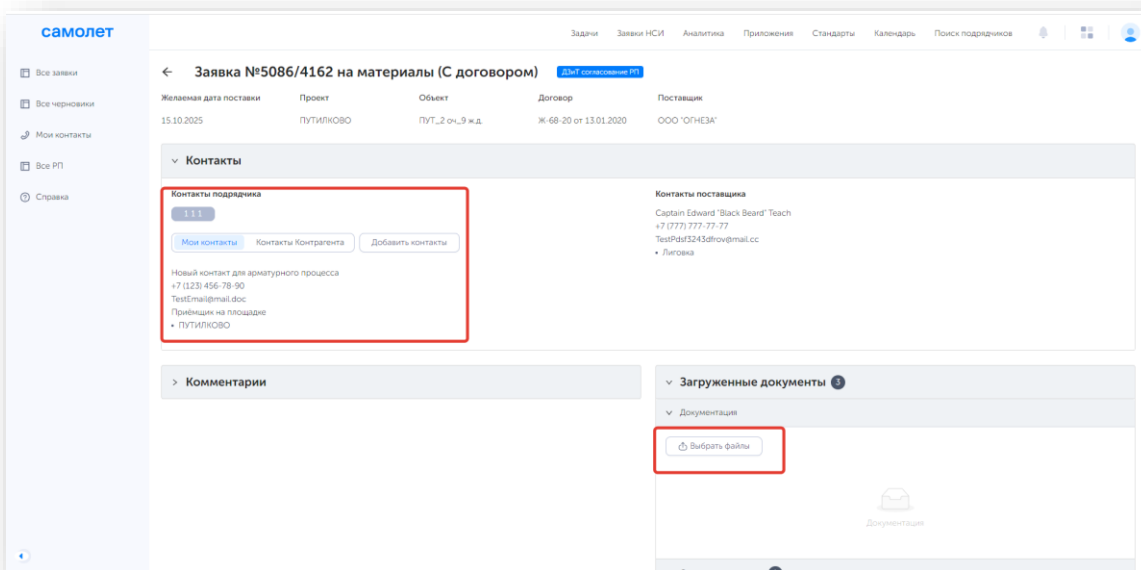 самолет
Задачи Заявки НСИ Аналитика Приложения Стандарты Календарь Поиск подрядчиков
Все заявки
Все черновики
Мои контакты
Все РП
Справка
← Заявка №5086/4162 на материалы (С договором) ДЗиТ согласование РП
Желаемая дата поставки Проект Объект Договор Поставщик
15.10.2025 ПУТИЛКОВО ПУТ_2 оч_9 ж.д. Ж-68-20 от 13.01.2020 ООО "ОГНЕЗА"
Контакты
Контакты подрядчика
1 1 1
Мои контакты Контакты Контрагента Добавить контакты
Новый контакт для арматурного процесса
+7 (123) 456-78-90
TestEmail@mail.doc
Приёмщик на площадке
• ПУТИЛКОВО
Контакты поставщика
Captain Edward "Black Beard" Teach
+7 (777) 777-77-77
TestPdsf3243dfrov@mail.cc
• Лиговка
Комментарии
Загруженные документы 3
Документация
Выбрать файлы
Документация